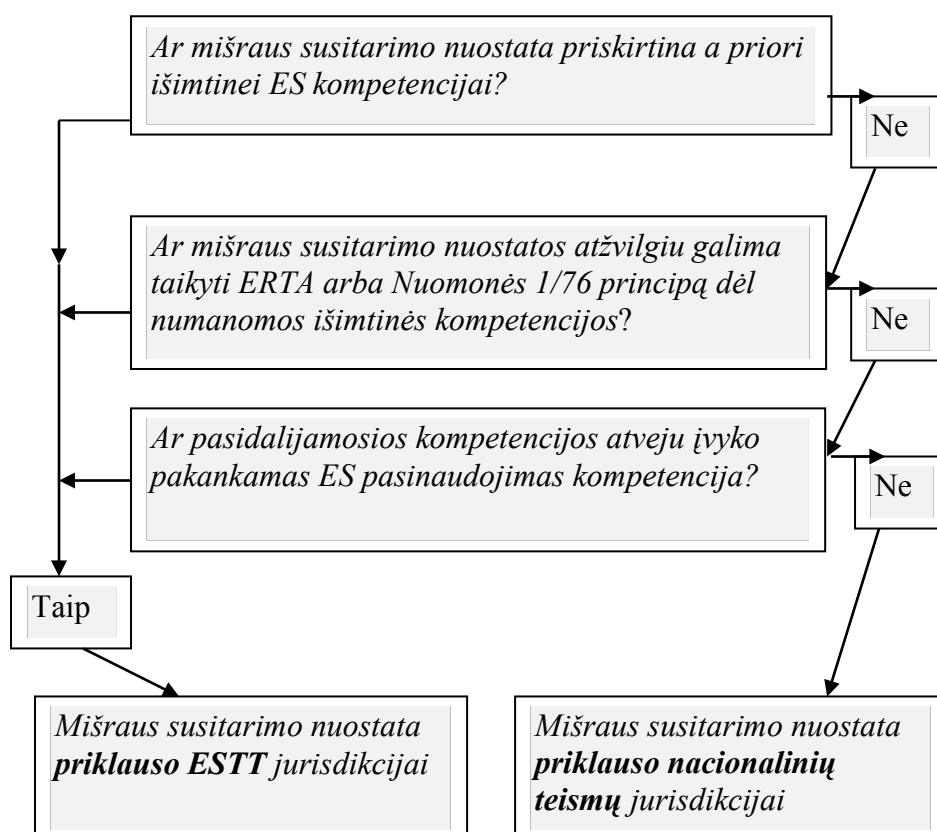 Ar mišraus susitarimo nuostata priskirtina a priori
išimtinei ES kompetencijai?
Ne
Ar mišraus susitarimo nuostatos atžvilgiu galima
taikyti ERTA arba Nuomonės 1/76 principą dėl
numanomos išimtinės kompetencijos?
Ne
Ar pasidalijamosios kompetencijos atveju įvyko
pakankamas ES pasinaudojimas kompetencija?
Ne
Taip
Mišraus susitarimo nuostata
priklauso ESTT jurisdikcijai
Mišraus susitarimo nuostata
priklauso nacionalinių
teismų jurisdikcijai